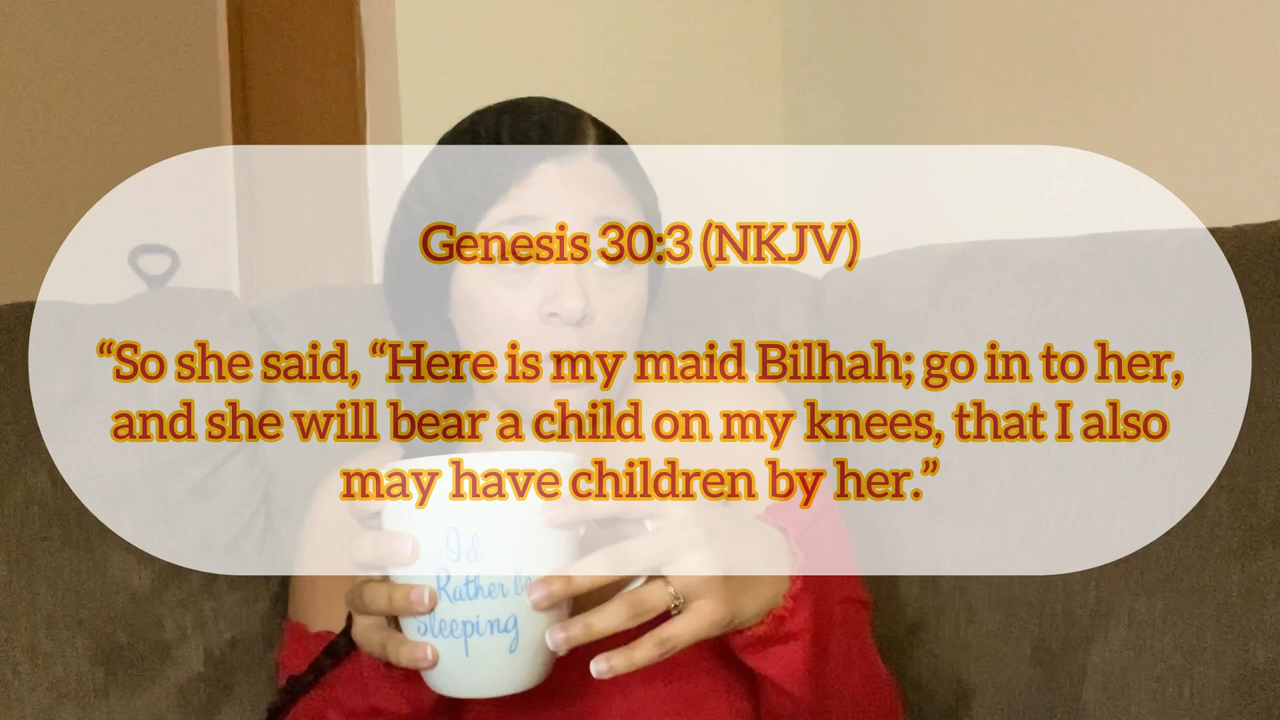 Genesis 30:3 (NKJV)
“So she said, “Here is my maid Bilhah; go in to her,
and she will bear a child on my knees, that I also
may have children by her.”
I'd
Rather be
Sleeping